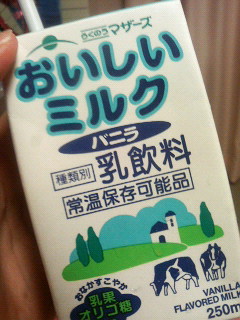 らくのうマザーズ
おいしい
ミルク
バニラ
種類別 乳飲料
常温保存可能品
おなかすこやか
乳果
オリゴ糖
VANILLA
FLAVORED MILK
250m